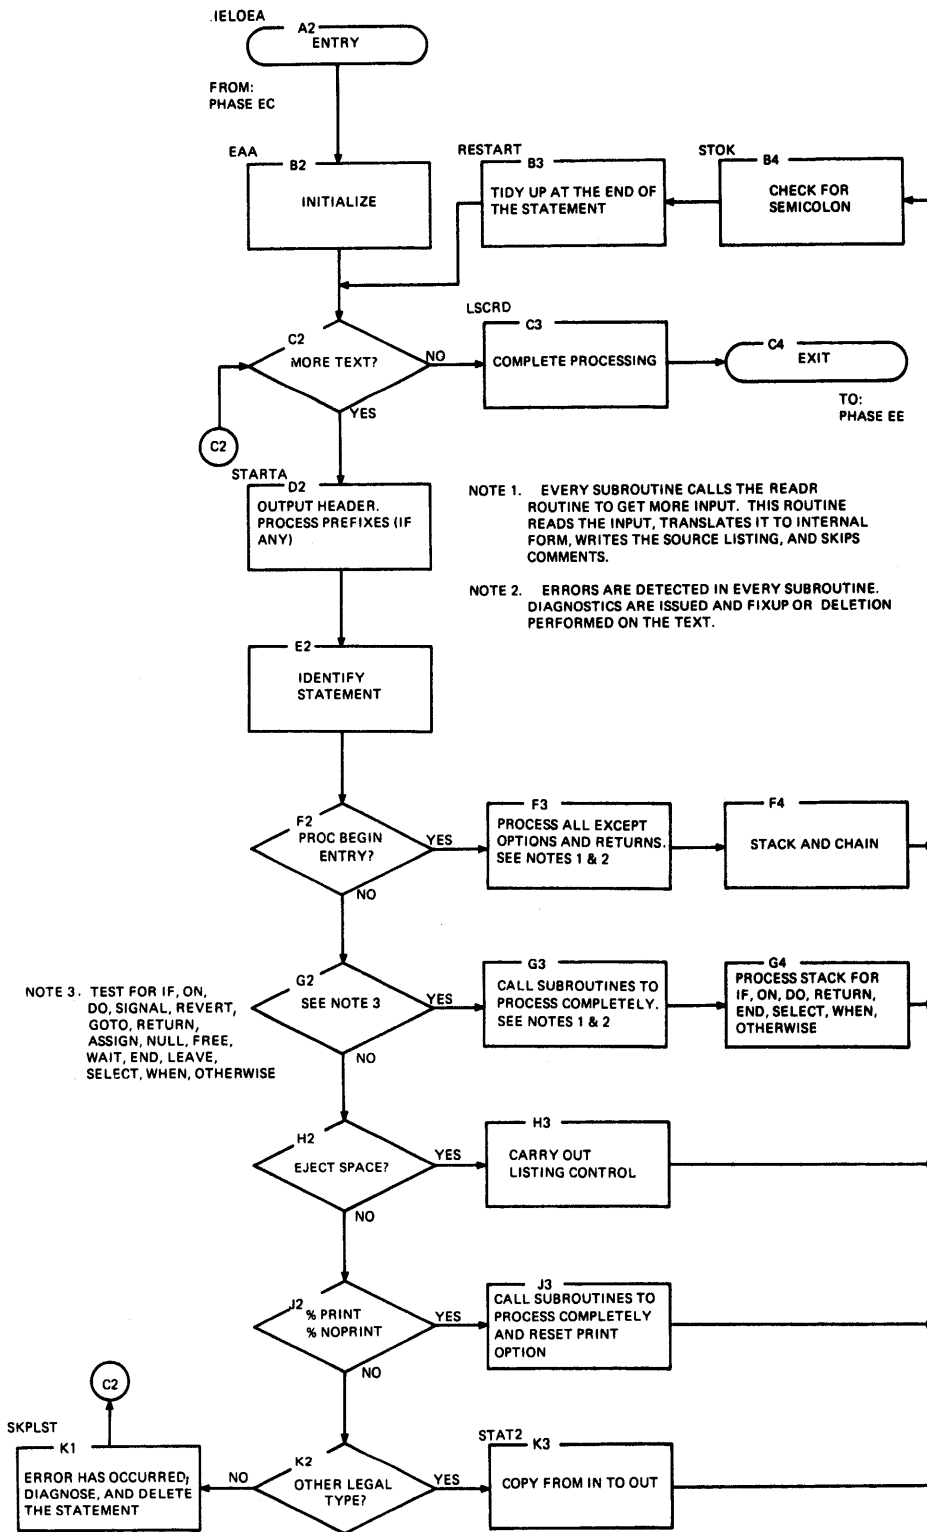 .IELOEA
A2
ENTRY
FROM:
PHASE EC
EAA
B2
INITIALIZE
RESTART
B3
TIDY UP AT THE END OF
THE STATEMENT
STOK
B4
CHECK FOR
SEMICOLON
C2
MORE TEXT?
NO
YES
LSCRD
C3
COMPLETE PROCESSING
C4
EXIT
TO:
PHASE EE
C2
STARTA
D2
OUTPUT HEADER.
PROCESS PREFIXES (IF
ANY)
NOTE 1. EVERY SUBROUTINE CALLS THE READR
ROUTINE TO GET MORE INPUT. THIS ROUTINE
READS THE INPUT, TRANSLATES IT TO INTERNAL
FORM, WRITES THE SOURCE LISTING, AND SKIPS
COMMENTS.
NOTE 2. ERRORS ARE DETECTED IN EVERY SUBROUTINE.
DIAGNOSTICS ARE ISSUED AND FIXUP OR DELETION
PERFORMED ON THE TEXT.
E2
IDENTIFY
STATEMENT
F2
PROC BEGIN
ENTRY?
YES
NO
F3
PROCESS ALL EXCEPT
OPTIONS AND RETURNS.
SEE NOTES 1 & 2
F4
STACK AND CHAIN
NOTE 3. TEST FOR IF, ON,
DO, SIGNAL, REVERT,
GOTO, RETURN,
ASSIGN, NULL, FREE,
WAIT, END, LEAVE,
SELECT, WHEN, OTHERWISE
G2
SEE NOTE 3
YES
NO
G3
CALL SUBROUTINES TO
PROCESS COMPLETELY.
SEE NOTES 1 & 2
G4
PROCESS STACK FOR
IF, ON, DO, RETURN,
END, SELECT, WHEN,
OTHERWISE
H2
EJECT SPACE?
YES
NO
H3
CARRY OUT
LISTING CONTROL
J2
% PRINT
% NOPRINT
YES
NO
J3
CALL SUBROUTINES TO
PROCESS COMPLETELY
AND RESET PRINT
OPTION
C2
SKPLST
K1
ERROR HAS OCCURRED;
DIAGNOSE, AND DELETE
THE STATEMENT
NO
K2
OTHER LEGAL
TYPE?
YES
STAT2
K3
COPY FROM IN TO OUT